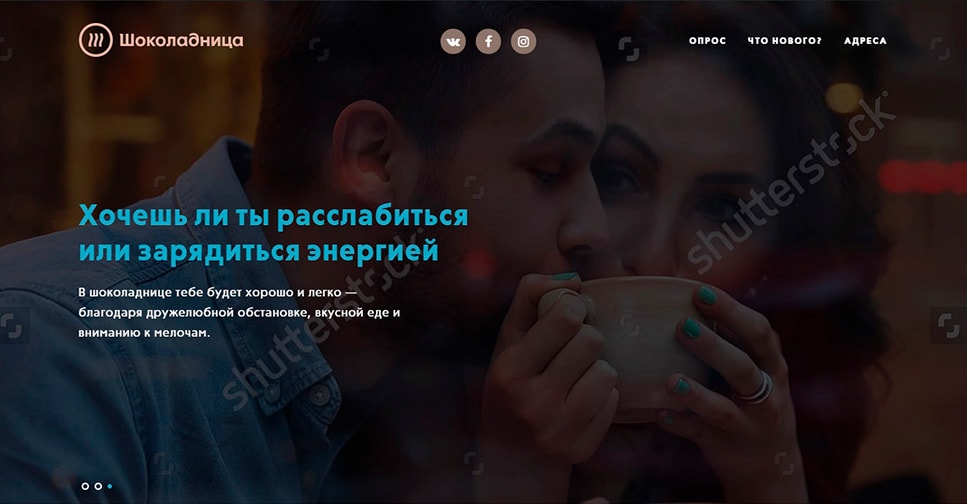 Шоколадница
ОПРОС ЧТО НОВОГО? АДРЕСА
shutterstock
Хочешь ли ты расслабиться
или зарядиться энергией
В шоколаднице тебе будет хорошо и легко —
благодаря дружелюбной обстановке, вкусной еде и
вниманию к мелочам.
shutterstock